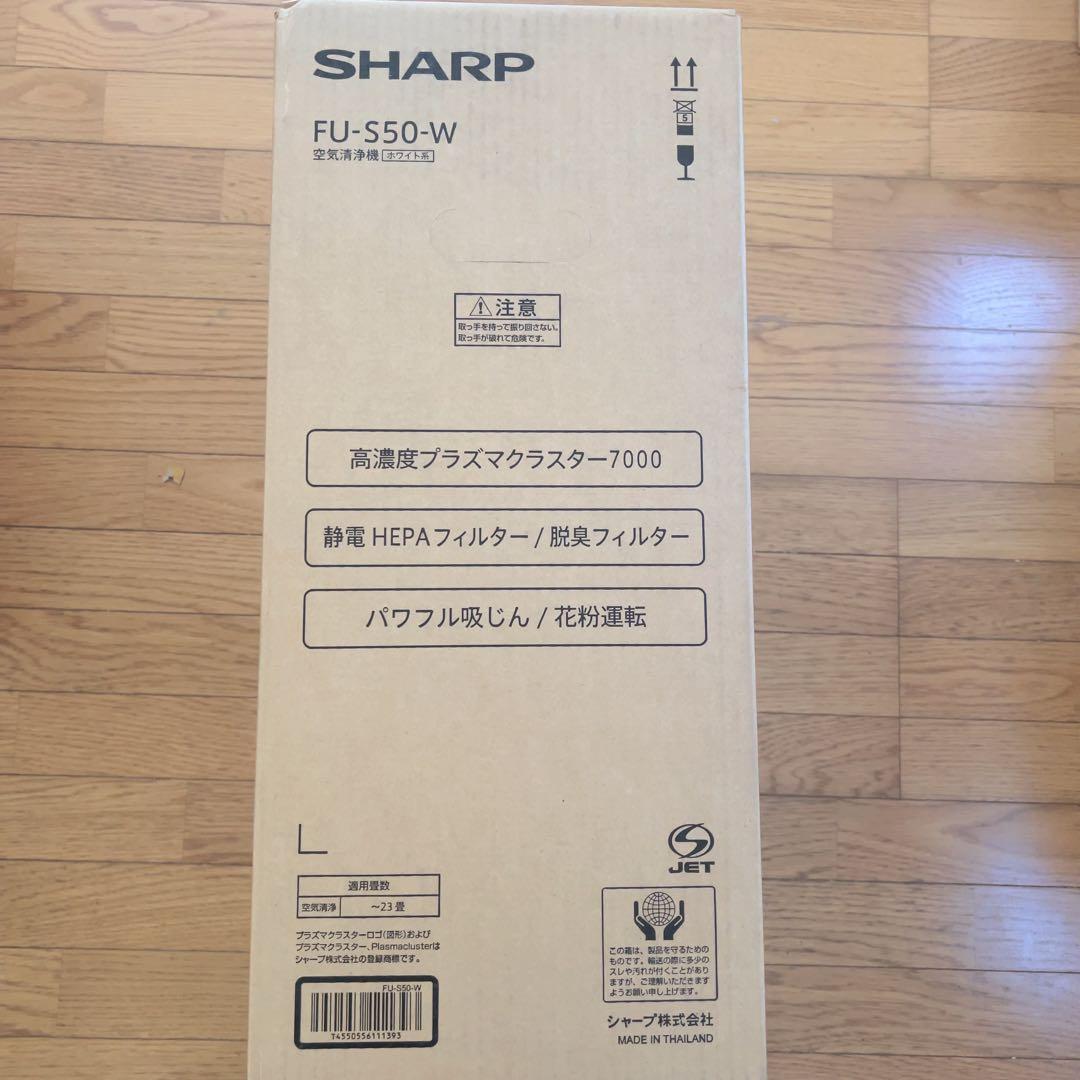 SHARP
FU-S50-W
空気清浄機 ホワイト系
5
注意
取っ手を持って振り回さない。
取っ手が破れて危険です。
高濃度プラズマクラスター7000
静電 HEPAフィルター / 脱臭フィルター
パワフル吸じん / 花粉運転
適用畳数
空気清浄 ～23 畳
プラズマクラスターロゴ(図形)および
プラズマクラスター、Plasmaclusterは
シャープ株式会社の登録商標です。
FU-S50-W
T4550556111393
JET
この箱は、製品を守るための
ものです。輸送の際に多少の
スレや汚れが付くことがあり
ますが、ご理解いただきます
ようお願い申し上げます。
シャープ株式会社
MADE IN THAILAND